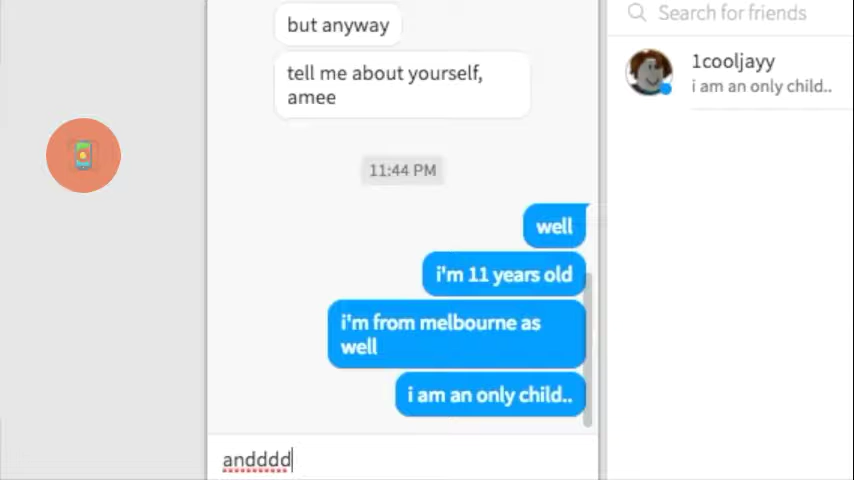 but anyway
tell me about yourself,
amee
11:44 PM
well
i'm 11 years old
i'm from melbourne as
well
i am an only child..
andddd
Search for friends
1cooljayy
i am an only child..